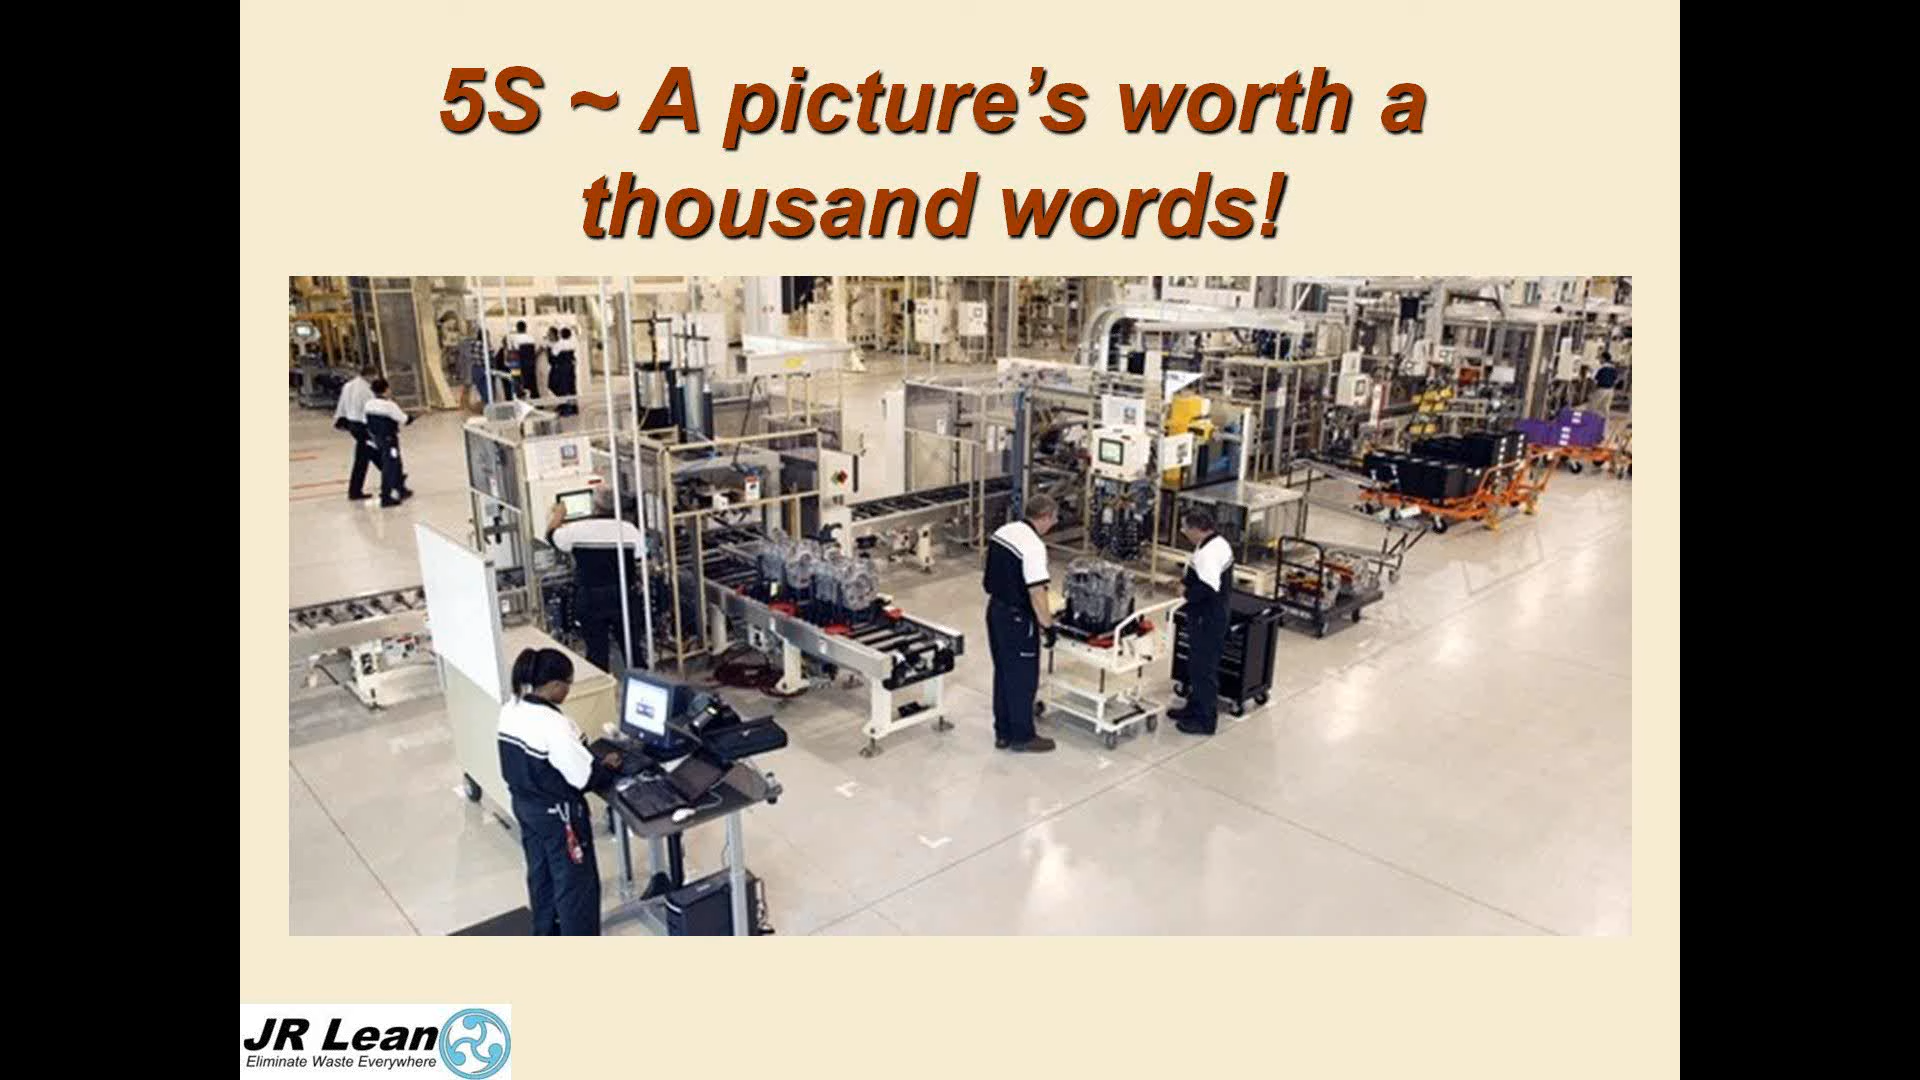 5S ~ A picture’s worth a
thousand words!
JR Lean
Eliminate Waste Everywhere